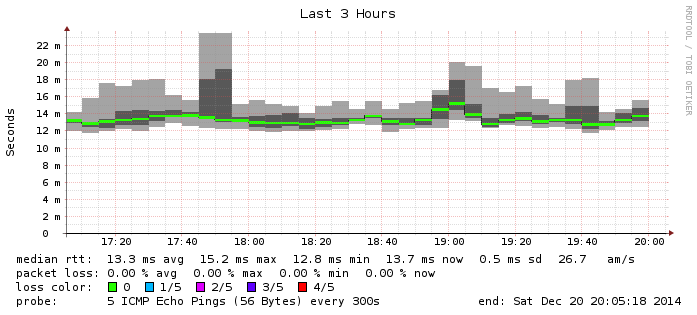 Last 3 Hours
RRDTOOL / TOBI OETIKER
Seconds
22 m
20 m
18 m
16 m
14 m
12 m
10 m
8 m
6 m
4 m
2 m
0
17:20 17:40 18:00 18:20 18:40 19:00 19:20 19:40 20:00
median rtt: 13.3 ms avg 15.2 ms max 12.8 ms min 13.7 ms now 0.5 ms sd 26.7 am/s
packet loss: 0.00 % avg 0.00 % max 0.00 % min 0.00 % now
loss color: 0 1/5 2/5 3/5 4/5
probe: 5 ICMP Echo Pings (56 Bytes) every 300s end: Sat Dec 20 20:05:18 2014